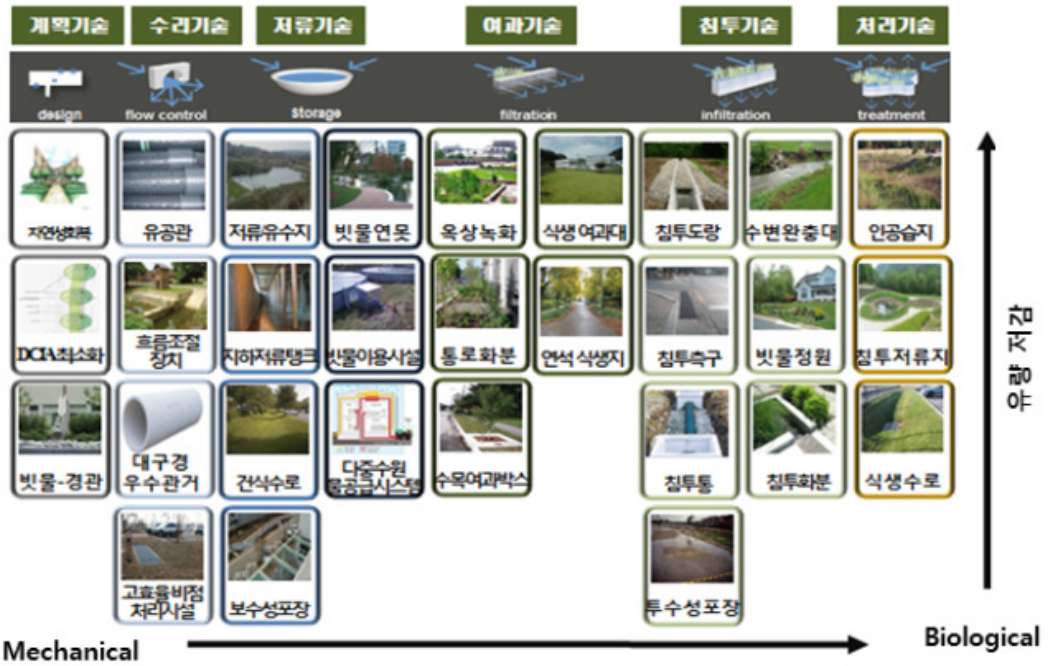 계획기술 수리기술 저류기술 여과기술 침투기술 처리기술
design flow control storage filtration infiltration treatment
자연성회복 유공관 저류유수지 빗물연못 옥상녹화 식생여과대 침투도랑 수변완충대 인공습지
DCIA최소화 흐름조절 지하저류탱크 빗물이용시설 통로화분 연석 식생지 침투측구 빗물정원 침투저류지
장치
빗물-경관 대구경 건식수로 다중수원 수목여과박스 침투통 침투화분 식생수로
우수관거 물공급시스템
고효율비점 보수성포장 투수성포장
처리시설
유량 저감
Mechanical Biological